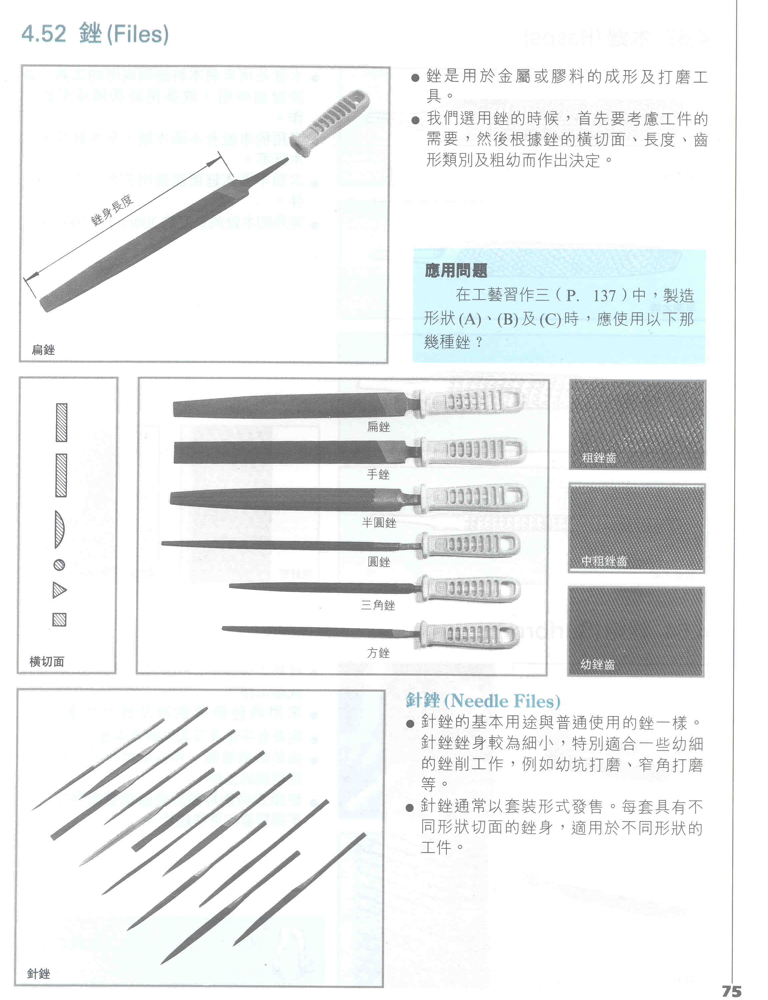 4.52 銼(Files)
銼身長度
扁銼
● 銼是用於金屬或膠料的成形及打磨工
具。
● 我們選用銼的時候，首先要考慮工件的
需要，然後根據銼的橫切面、長度、齒
形類別及粗幼而作出決定。
應用問題
在工藝習作三（P. 137）中，製造
形狀(A)、(B)及(C)時，應使用以下那
幾種銼？
橫切面
扁銼
手銼
半圓銼
圓銼
三角銼
方銼
粗銼齒
中粗銼齒
幼銼齒
針銼
針銼(Needle Files)
● 針銼的基本用途與普通使用的銼一樣。
針銼銼身較為細小，特別適合一些幼細
的銼削工作，例如幼坑打磨、窄角打磨
等。
● 針銼通常以套裝形式發售。每套具有不
同形狀切面的銼身，適用於不同形狀的
工件。
75